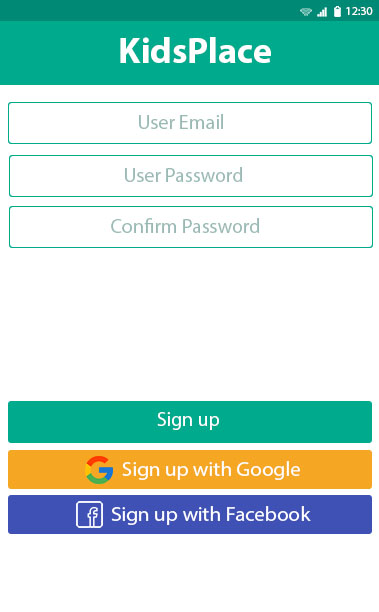 12:30
KidsPlace
User Email
User Password
Confirm Password
Sign up
Sign up with Google
Sign up with Facebook